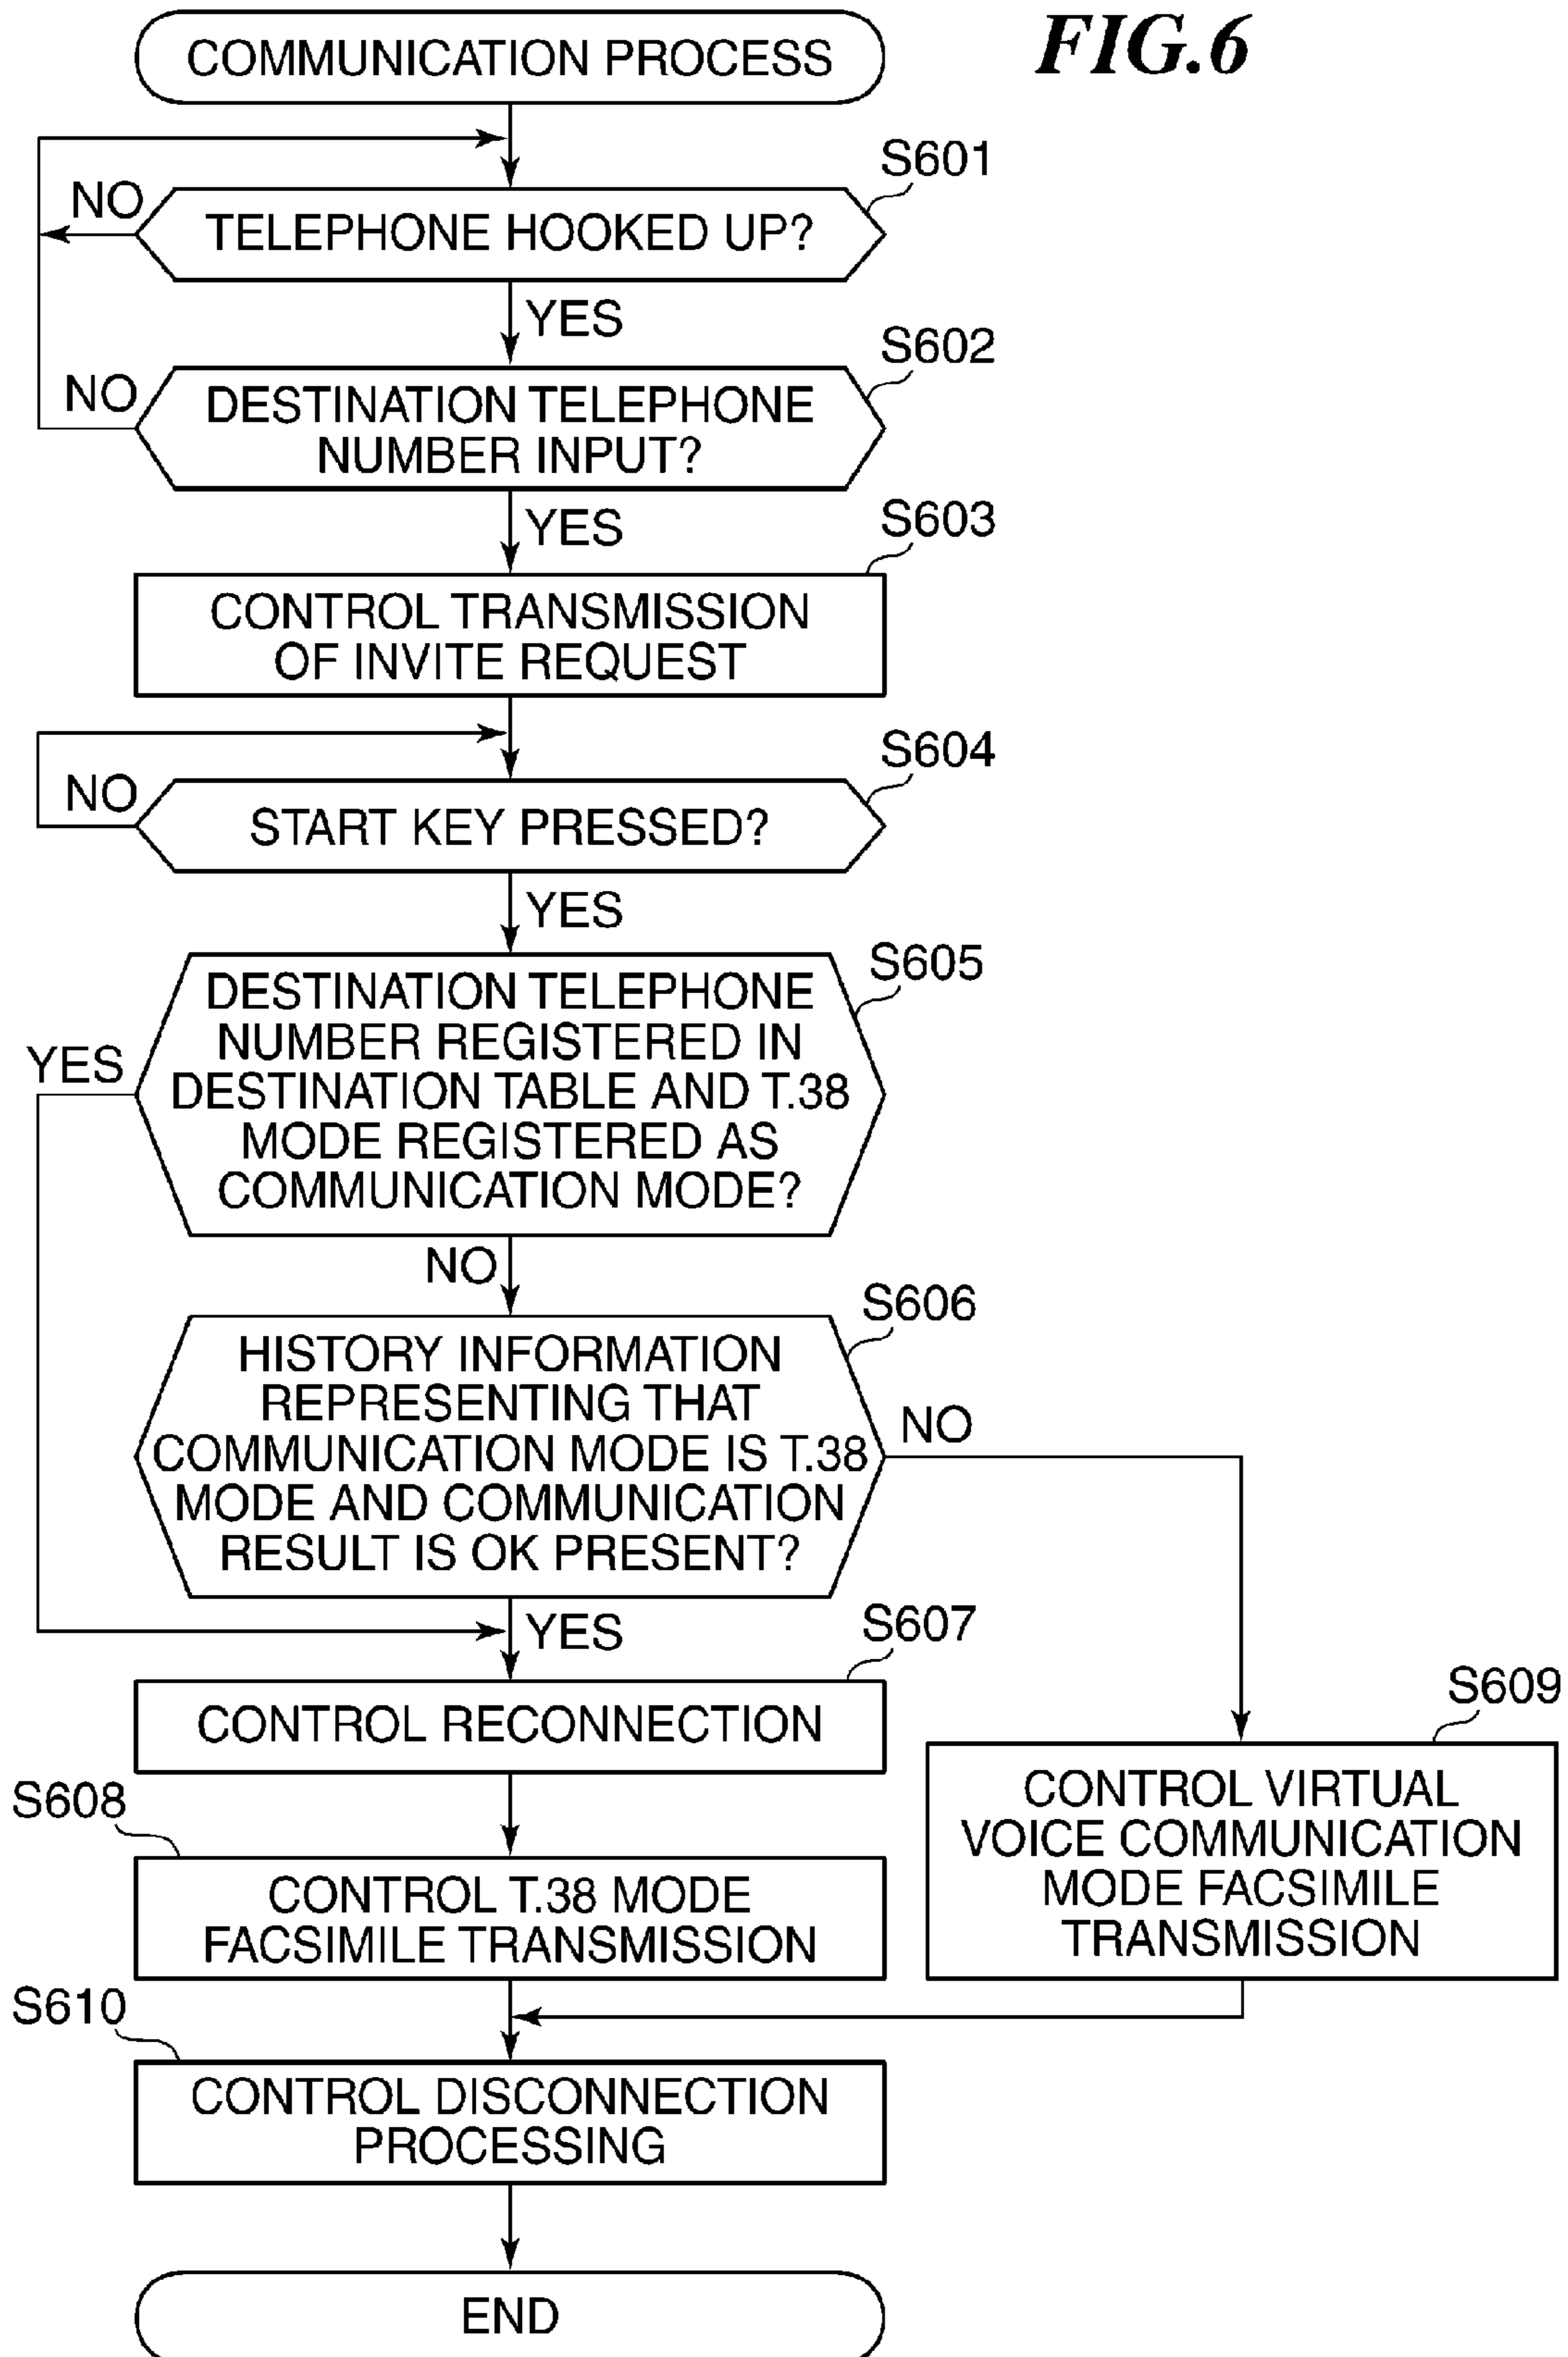 FIG.6
COMMUNICATION PROCESS
S601
NO
TELEPHONE HOOKED UP?
YES
S602
NO
DESTINATION TELEPHONE
NUMBER INPUT?
YES
S603
CONTROL TRANSMISSION
OF INVITE REQUEST
S604
NO
START KEY PRESSED?
YES
S605
YES
DESTINATION TELEPHONE
NUMBER REGISTERED IN
DESTINATION TABLE AND T.38
MODE REGISTERED AS
COMMUNICATION MODE?
NO
S606
HISTORY INFORMATION
REPRESENTING THAT
COMMUNICATION MODE IS T.38
MODE AND COMMUNICATION
RESULT IS OK PRESENT?
NO
YES
S607
CONTROL RECONNECTION
S609
CONTROL VIRTUAL
VOICE COMMUNICATION
MODE FACSIMILE
TRANSMISSION
S608
CONTROL T.38 MODE
FACSIMILE TRANSMISSION
S610
CONTROL DISCONNECTION
PROCESSING
END